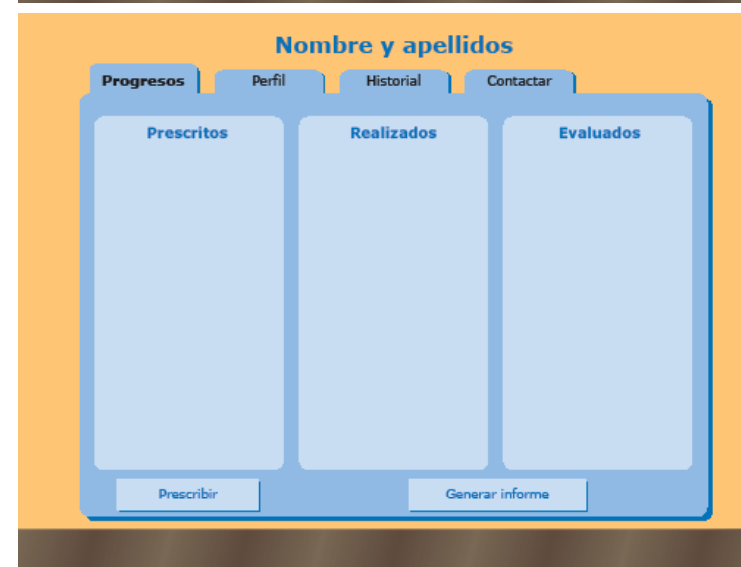 Nombre y apellidos
Progresos Perfil Historial Contactar
Prescritos Realizados Evaluados
Prescribir Generar informe